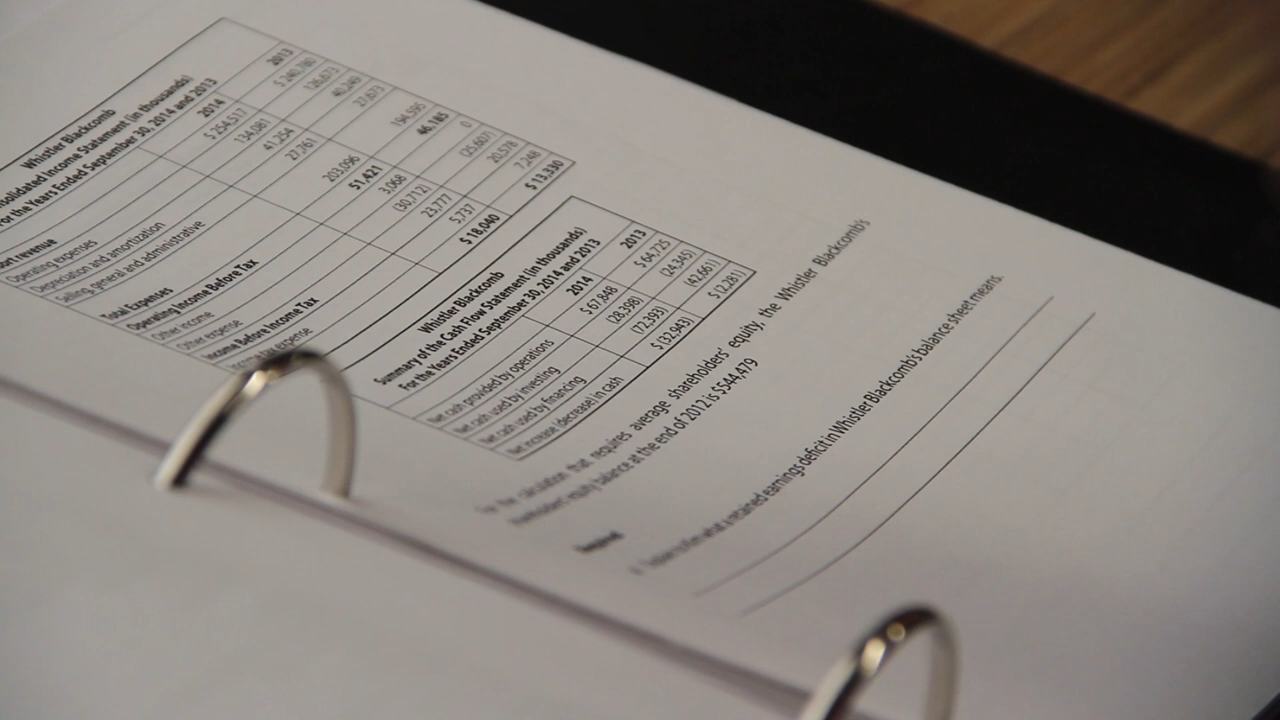 Whistler Blackcomb
Consolidated Income Statement (in thousands)
For the Years Ended September 30, 2014 and 2013
2014 2013
Resort revenue $ 254,517 $ 240,780
Operating expenses 134,081 126,673
Depreciation and amortization 41,254 40,249
Selling, general and administrative 27,761 27,673
Total Expenses 203,096 194,595
Operating Income Before Tax 51,421 46,185
Other income 3,068 0
Other expense (30,712) (25,607)
Income Before Income Tax 23,777 20,578
Income tax expense 5,737 7,248
$ 18,040 $ 13,330
Whistler Blackcomb
Summary of the Cash Flow Statement (in thousands)
For the Years Ended September 30, 2014 and 2013
2014 2013
Net cash provided by operations $ 67,848 $ 64,725
Net cash used by investing (28,398) (24,345)
Net cash used by financing (72,393) (42,661)
Net increase (decrease) in cash $ (32,943) $ (2,281)
For the calculation that requires average shareholders' equity, the Whistler Blackcomb's
shareholders' equity balance at the end of 2012 is $544,479
Required
what a retained earnings deficit in Whistler Blackcomb's balance sheet means.